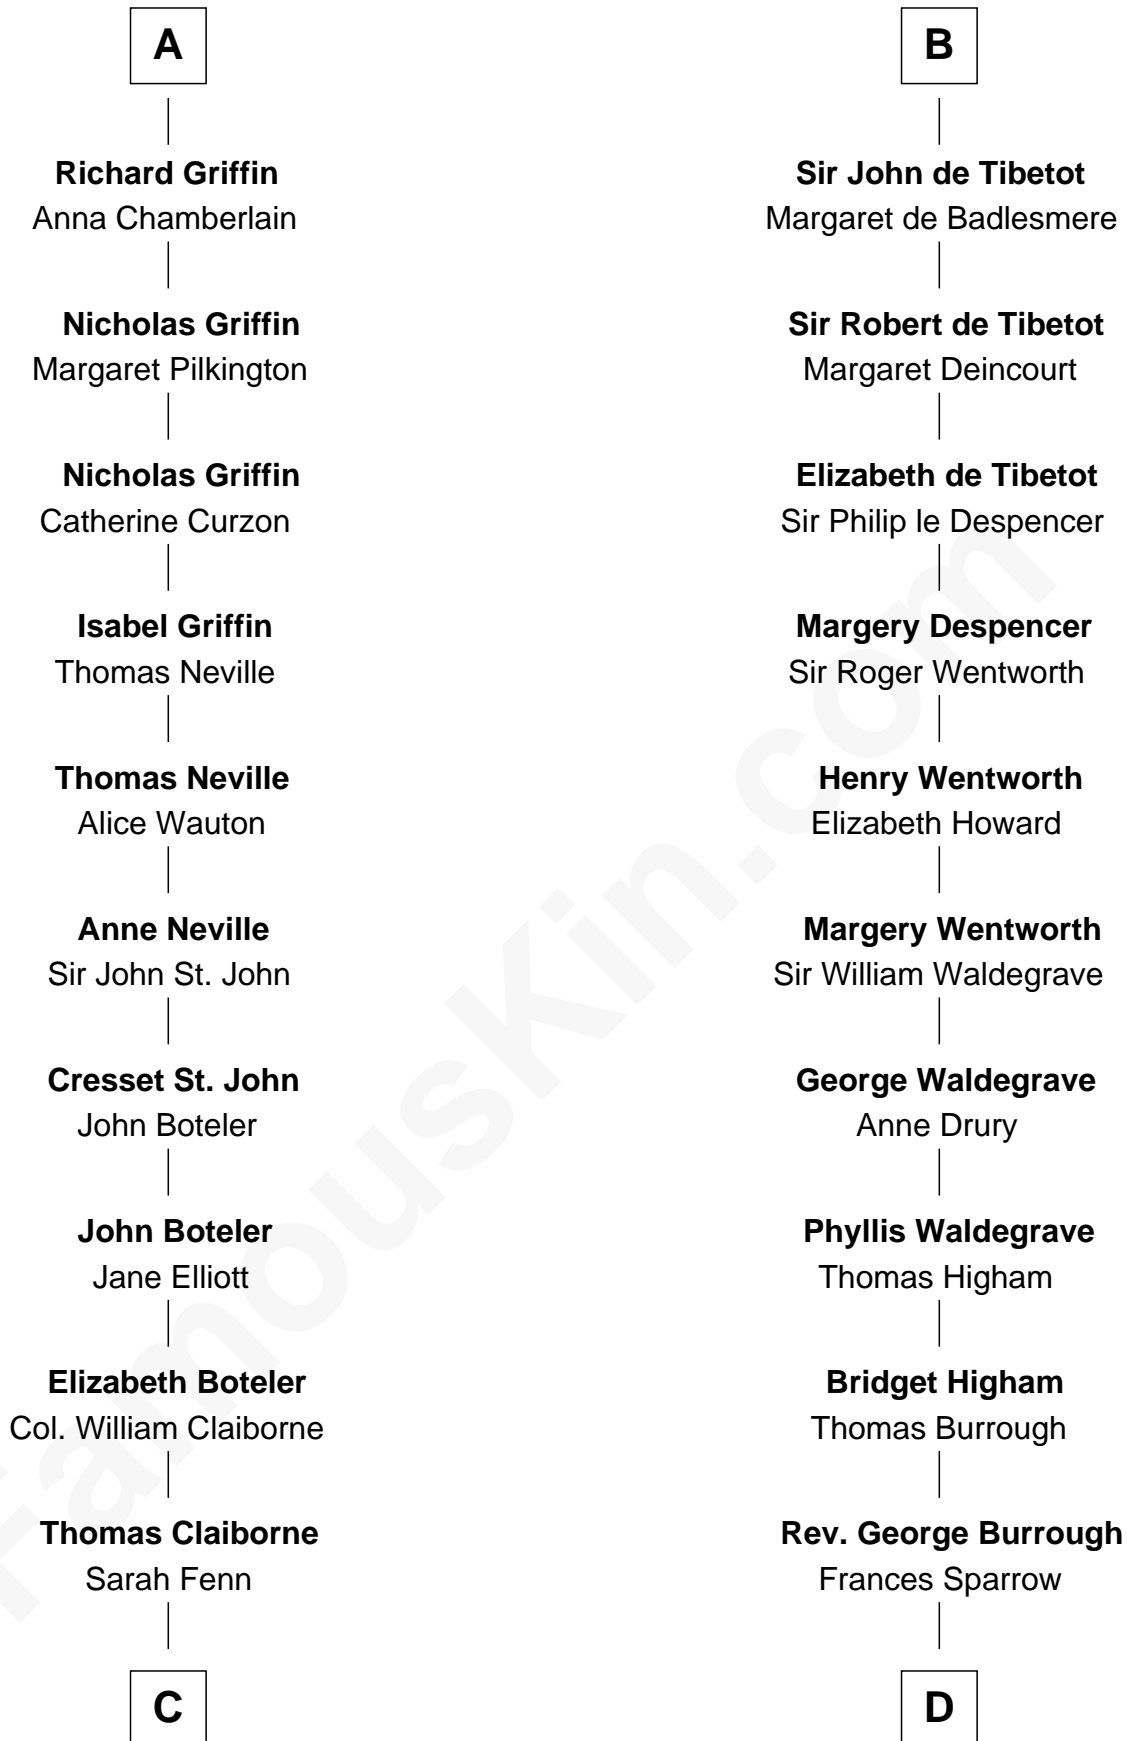 A
Richard Griffin
Anna Chamberlain
Nicholas Griffin
Margaret Pilkington
Nicholas Griffin
Catherine Curzon
Isabel Griffin
Thomas Neville
Thomas Neville
Alice Wauton
Anne Neville
Sir John St. John
Cresset St. John
John Boteler
John Boteler
Jane Elliott
Elizabeth Boteler
Col. William Claiborne
Thomas Claiborne
Sarah Fenn
C
B
Sir John de Tibetot
Margaret de Badlesmere
Sir Robert de Tibetot
Margaret Deincourt
Elizabeth de Tibetot
Sir Philip le Despencer
Margery Despencer
Sir Roger Wentworth
Henry Wentworth
Elizabeth Howard
Margery Wentworth
Sir William Waldegrave
George Waldegrave
Anne Drury
Phyllis Waldegrave
Thomas Higham
Bridget Higham
Thomas Burrough
Rev. George Burrough
Frances Sparrow
D
FamousKin.com